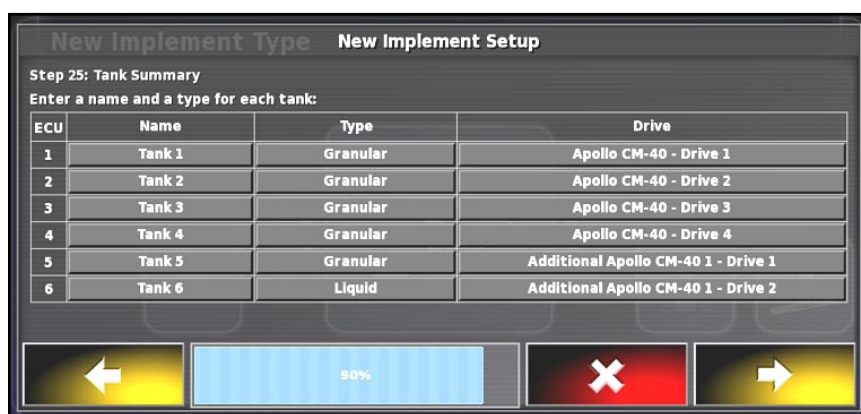 New Implement Type
New Implement Setup
Step 25: Tank Summary
Enter a name and a type for each tank:
ECU Name Type Drive
1 Tank 1 Granular Apollo CM-40 - Drive 1
2 Tank 2 Granular Apollo CM-40 - Drive 2
3 Tank 3 Granular Apollo CM-40 - Drive 3
4 Tank 4 Granular Apollo CM-40 - Drive 4
5 Tank 5 Granular Additional Apollo CM-40 1 - Drive 1
6 Tank 6 Liquid Additional Apollo CM-40 1 - Drive 2
90%